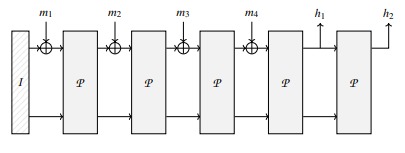 m₁ m₂ m₃ m₄ h₁ h₂
I 𝒫 𝒫 𝒫 𝒫 𝒫